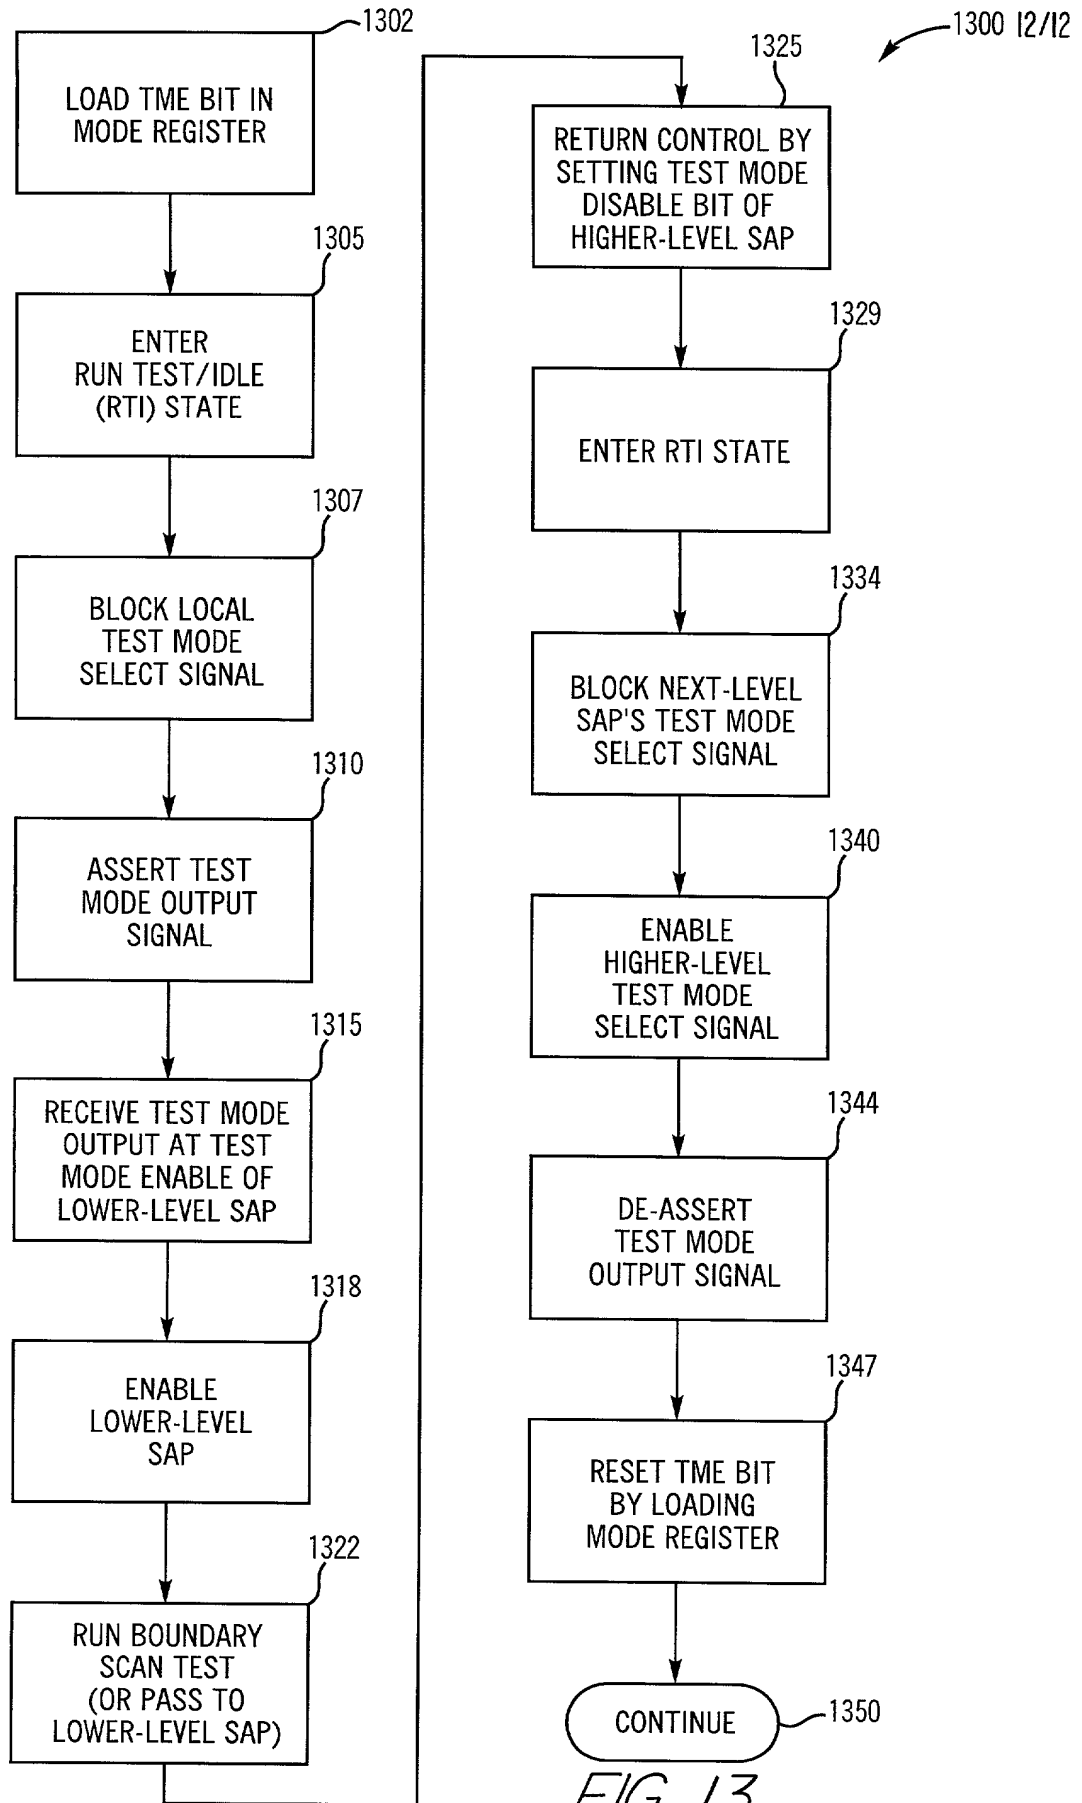 1300 12/12
1302
LOAD TME BIT IN
MODE REGISTER
1305
ENTER
RUN TEST/IDLE
(RTI) STATE
1307
BLOCK LOCAL
TEST MODE
SELECT SIGNAL
1310
ASSERT TEST
MODE OUTPUT
SIGNAL
1315
RECEIVE TEST MODE
OUTPUT AT TEST
MODE ENABLE OF
LOWER-LEVEL SAP
1318
ENABLE
LOWER-LEVEL
SAP
1322
RUN BOUNDARY
SCAN TEST
(OR PASS TO
LOWER-LEVEL SAP)
1325
RETURN CONTROL BY
SETTING TEST MODE
DISABLE BIT OF
HIGHER-LEVEL SAP
1329
ENTER RTI STATE
1334
BLOCK NEXT-LEVEL
SAP'S TEST MODE
SELECT SIGNAL
1340
ENABLE
HIGHER-LEVEL
TEST MODE
SELECT SIGNAL
1344
DE-ASSERT
TEST MODE
OUTPUT SIGNAL
1347
RESET TME BIT
BY LOADING
MODE REGISTER
CONTINUE
1350
FIG. 13